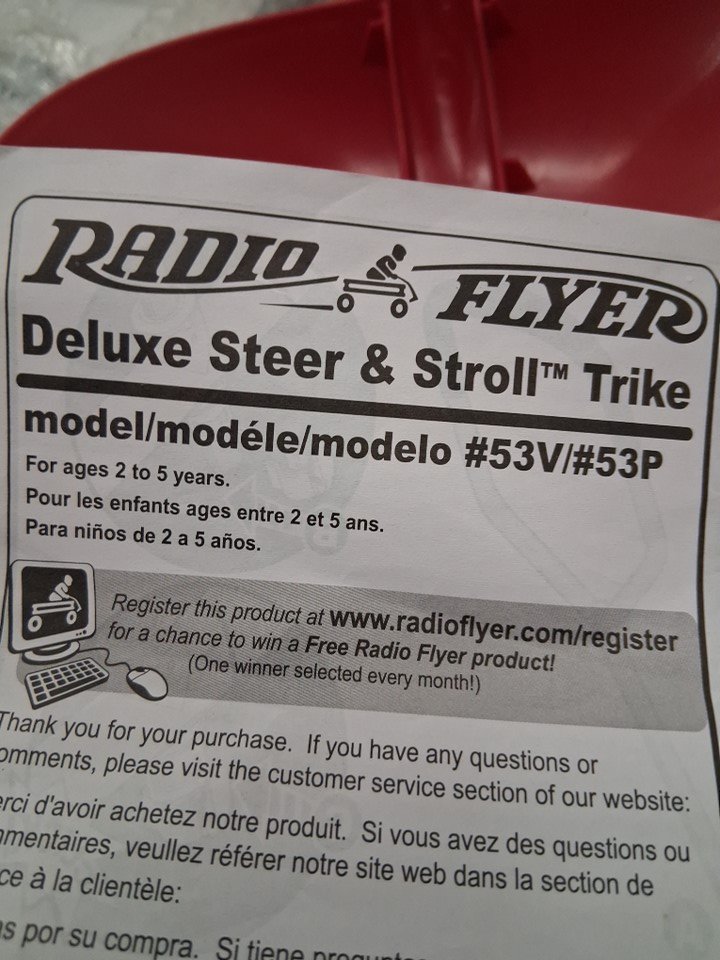 RADIO FLYER
Deluxe Steer & Stroll™ Trike
model/modéle/modelo #53V/#53P
For ages 2 to 5 years.
Pour les enfants ages entre 2 et 5 ans.
Para niños de 2 a 5 años.
Register this product at www.radioflyer.com/register
for a chance to win a Free Radio Flyer product!
(One winner selected every month!)
Thank you for your purchase. If you have any questions or
omments, please visit the customer service section of our website:
erci d'avoir achetez notre produit. Si vous avez des questions ou
mmentaires, veullez référer notre site web dans la section de
ce à la clientèle:
as por su compra. Si tiene